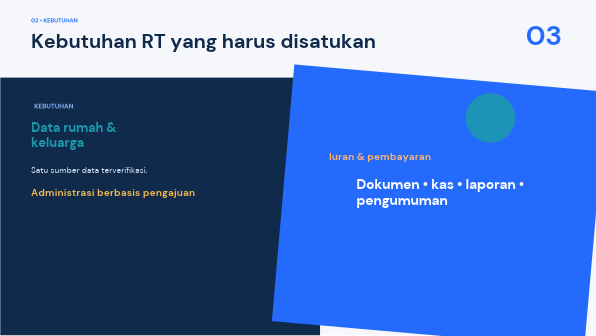 02 • KEBUTUHAN
Kebutuhan RT yang harus disatukan
03
KEBUTUHAN
Data rumah &
keluarga
Satu sumber data terverifikasi.
Administrasi berbasis pengajuan
Iuran & pembayaran
Dokumen • kas • laporan •
pengumuman